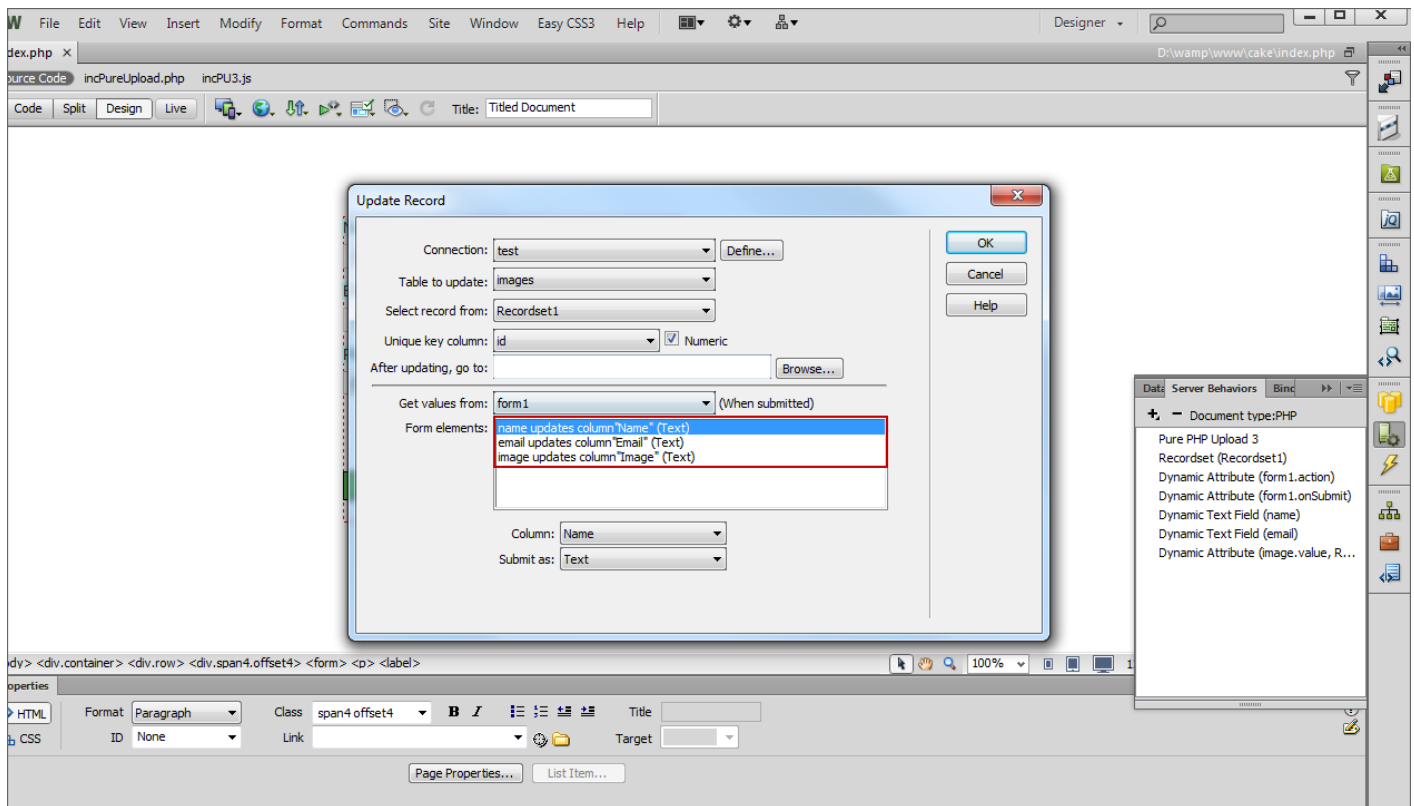 W File Edit View Insert Modify Format Commands Site Window Easy CSS3 Help Designer
dex.php × D:\wamp\www\cake\index.php
ource Code incPureUpload.php incPU3.js
Code Split Design Live Title: Titled Document
Update Record
Connection: test Define... OK
Table to update: images Cancel
Select record from: Recordset1 Help
Unique key column: id Numeric
After updating, go to: Browse...
Get values from: form1 (When submitted)
Form elements: name updates column"Name" (Text)
email updates column"Email" (Text)
image updates column"Image" (Text)
Column: Name
Submit as: Text
Data Server Behaviors Bind
Document type:PHP
Pure PHP Upload 3
Recordset (Recordset1)
Dynamic Attribute (form1.action)
Dynamic Attribute (form1.onSubmit)
Dynamic Text Field (name)
Dynamic Text Field (email)
Dynamic Attribute (image.value, R...
dy> <div.container> <div.row> <div.span4.offset4> <form> <p> <label> 100% 1
operties
HTML Format Paragraph Class span4 offset4 B I Title
CSS ID None Link Target
Page Properties... List Item...